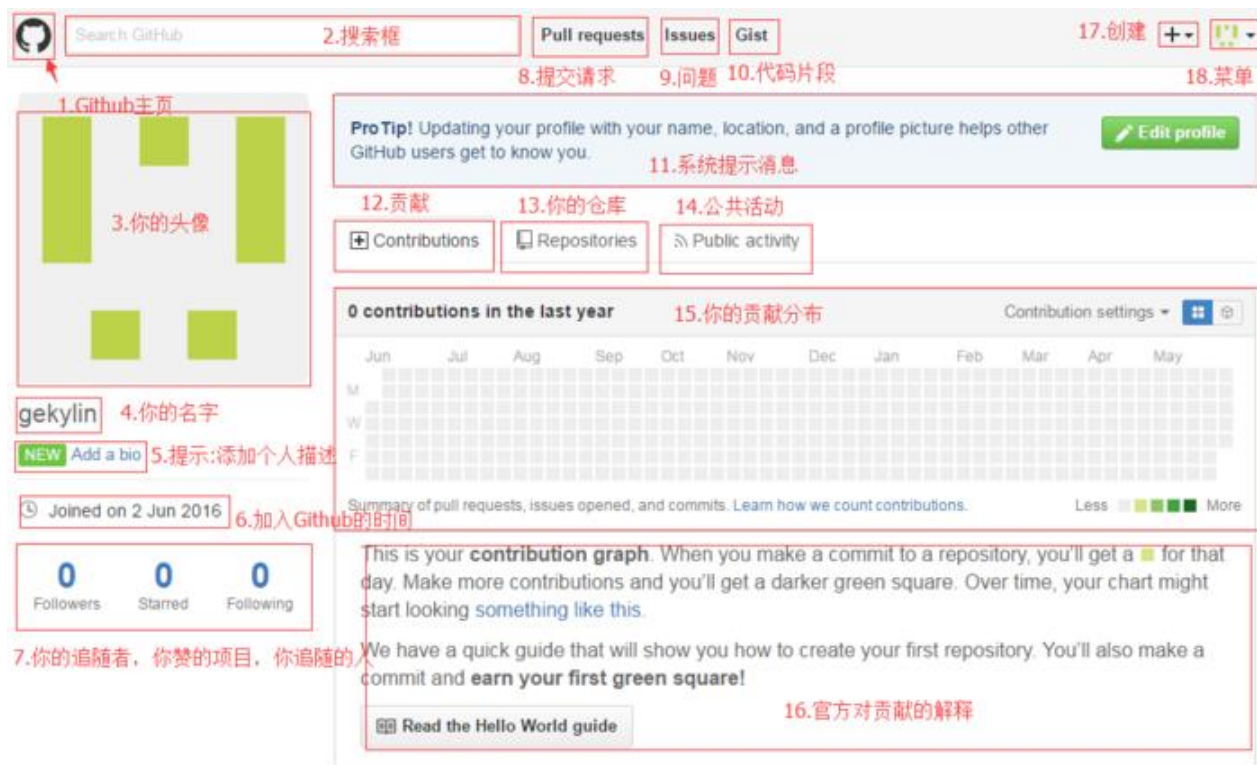 Search GitHub 2.搜索框 Pull requests Issues Gist 17.创建
8.提交请求 9.问题 10.代码片段 18.菜单
1.Github主页
ProTip! Updating your profile with your name, location, and a profile picture helps other
GitHub users get to know you.
Edit profile
11.系统提示消息
3.你的头像
12.贡献 13.你的仓库 14.公共活动
Contributions Repositories Public activity
0 contributions in the last year 15.你的贡献分布 Contribution settings
Jun Jul Aug Sep Oct Nov Dec Jan Feb Mar Apr May
M
W
F
gekylin 4.你的名字
NEW Add a bio 5.提示:添加个人描述
Summary of pull requests, issues opened, and commits. Learn how we count contributions. Less More
Joined on 2 Jun 2016 6.加入Github的时间
0 0 0
Followers Starred Following
7.你的追随者，你赞的项目，你追随的人
This is your contribution graph. When you make a commit to a repository, you'll get a for that
day. Make more contributions and you'll get a darker green square. Over time, your chart might
start looking something like this.
We have a quick guide that will show you how to create your first repository. You'll also make a
commit and earn your first green square!
16.官方对贡献的解释
Read the Hello World guide